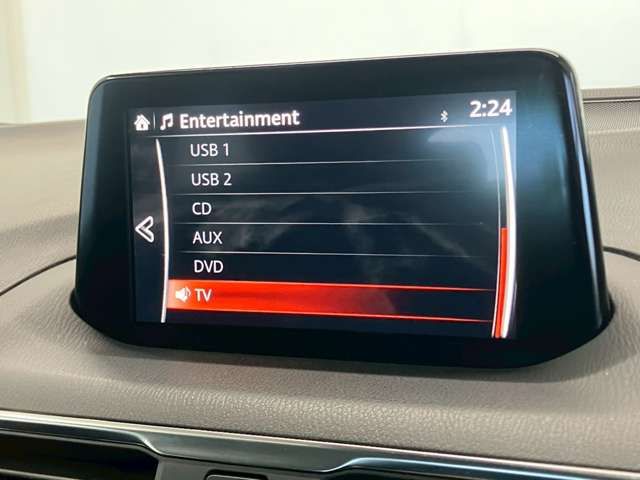 Entertainment 2:24
USB 1
USB 2
CD
AUX
DVD
TV